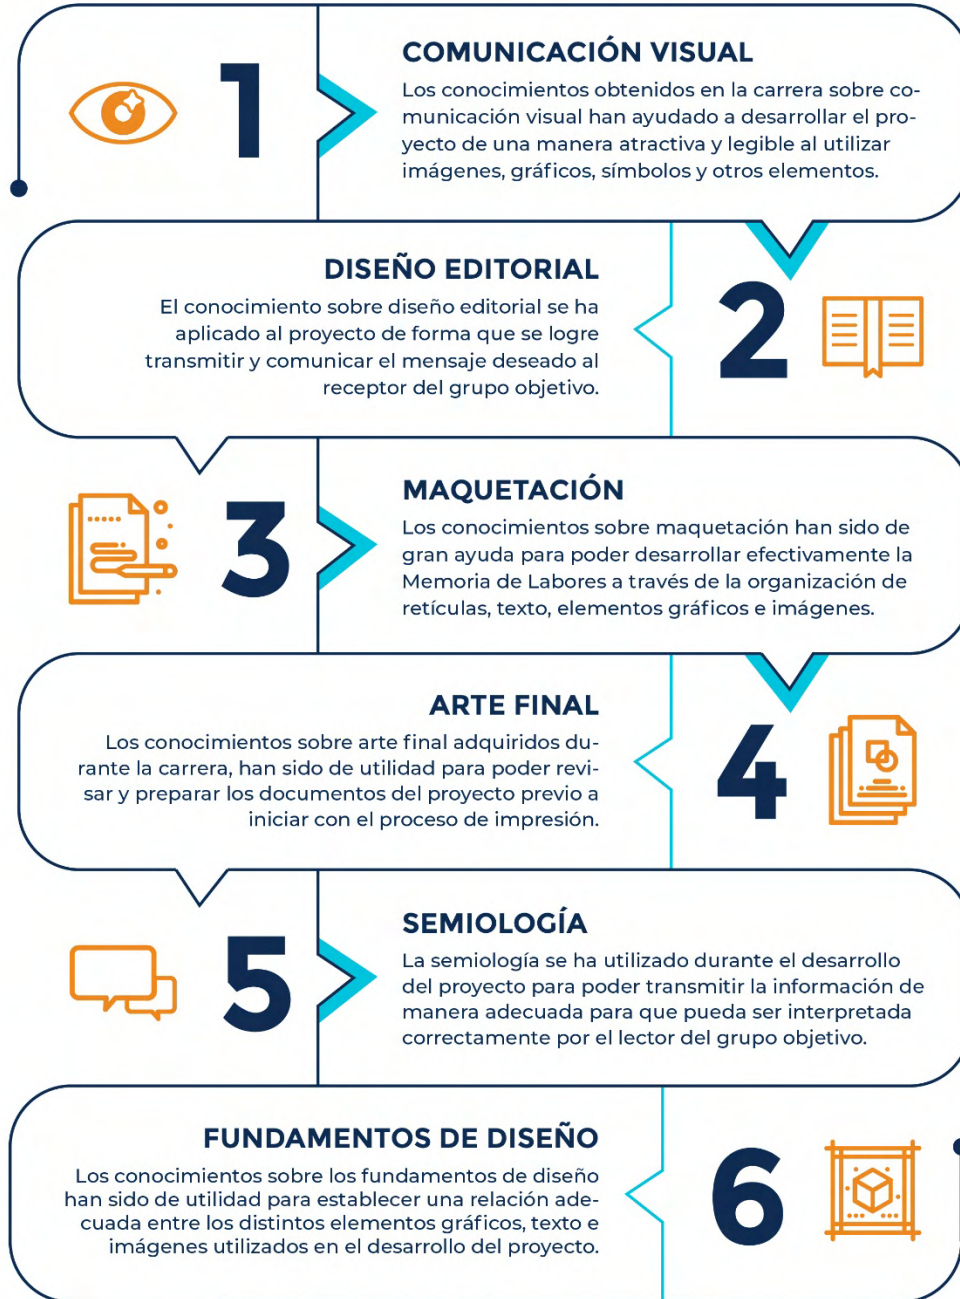 1
COMUNICACIÓN VISUAL
Los conocimientos obtenidos en la carrera sobre co-
municación visual han ayudado a desarrollar el pro-
yecto de una manera atractiva y legible al utilizar
imágenes, gráficos, símbolos y otros elementos.
DISEÑO EDITORIAL
El conocimiento sobre diseño editorial se ha
aplicado al proyecto de forma que se logre
transmitir y comunicar el mensaje deseado al
receptor del grupo objetivo.
2
3
MAQUETACIÓN
Los conocimientos sobre maquetación han sido de
gran ayuda para poder desarrollar efectivamente la
Memoria de Labores a través de la organización de
retículas, texto, elementos gráficos e imágenes.
ARTE FINAL
Los conocimientos sobre arte final adquiridos du-
rante la carrera, han sido de utilidad para poder revi-
sar y preparar los documentos del proyecto previo a
iniciar con el proceso de impresión.
4
5
SEMIOLOGÍA
La semiología se ha utilizado durante el desarrollo
del proyecto para poder transmitir la información de
manera adecuada para que pueda ser interpretada
correctamente por el lector del grupo objetivo.
FUNDAMENTOS DE DISEÑO
Los conocimientos sobre los fundamentos de diseño
han sido de utilidad para establecer una relación ade-
cuada entre los distintos elementos gráficos, texto e
imágenes utilizados en el desarrollo del proyecto.
6